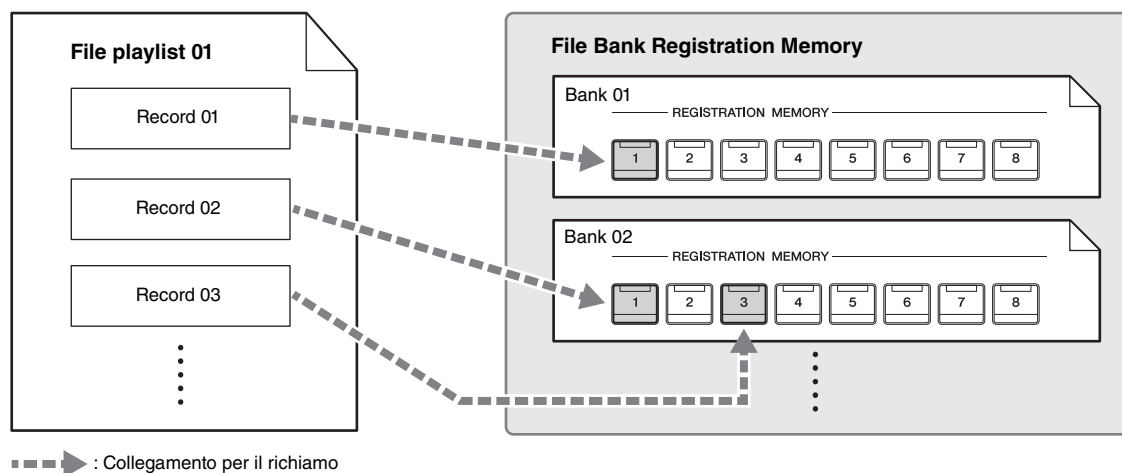 File playlist 01
Record 01
Record 02
Record 03
File Bank Registration Memory
Bank 01
REGISTRATION MEMORY
1 2 3 4 5 6 7 8
Bank 02
REGISTRATION MEMORY
1 2 3 4 5 6 7 8
: Collegamento per il richiamo